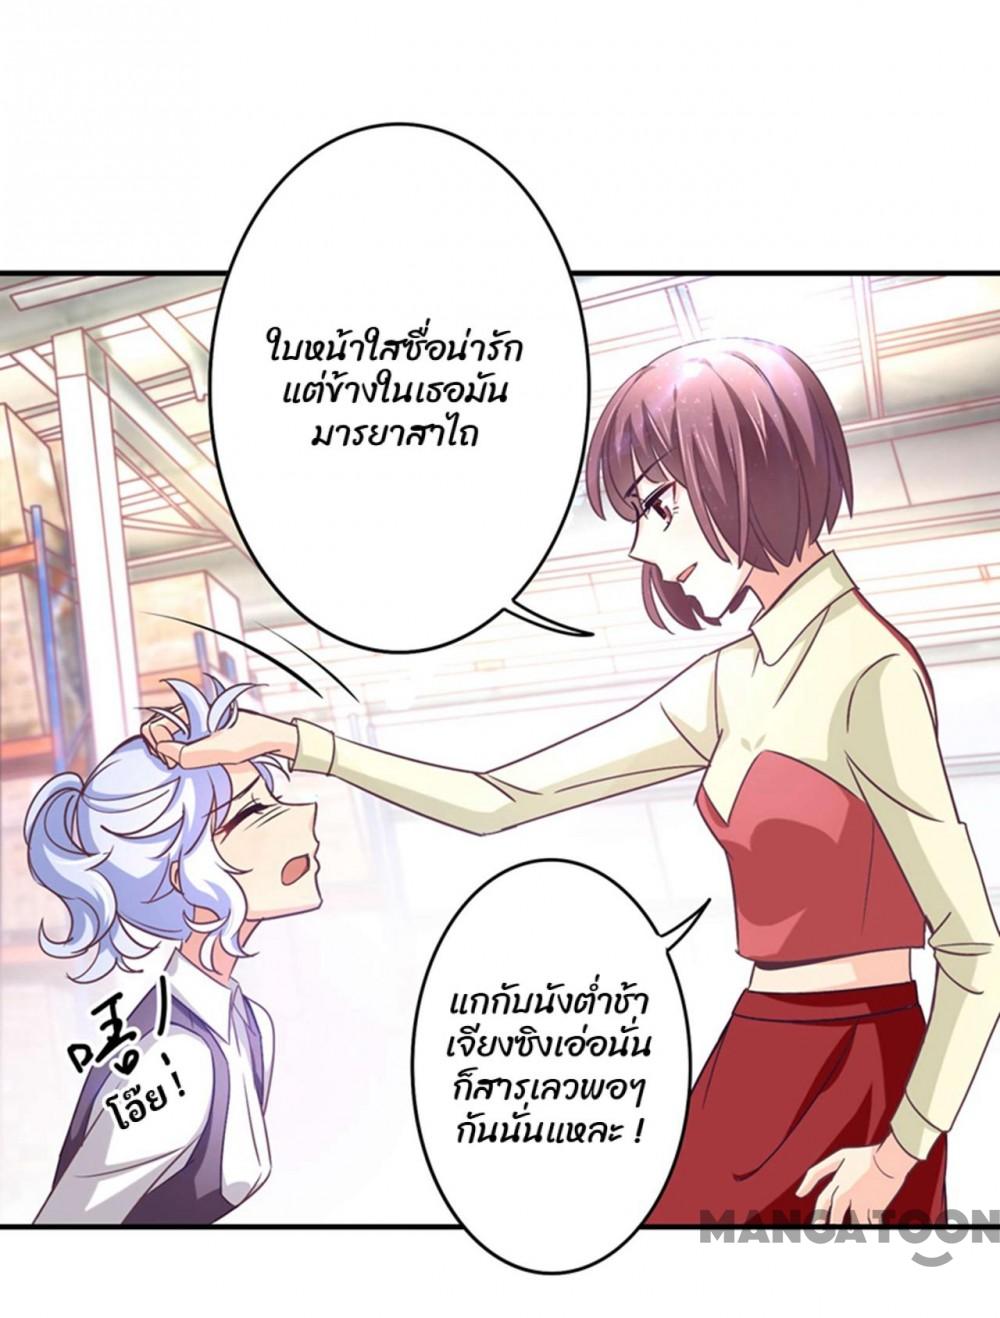 ใบหน้าใสซื่อน่ารัก
แต่ข้างในเธอมัน
มารยาสาไถ
แกกับนังต่ำช้า
เจียงซิงเอ่อนั่น
ก็สารเลวพอๆ
กันนั่นแหละ !
โอ๊ย !
MANGATOON